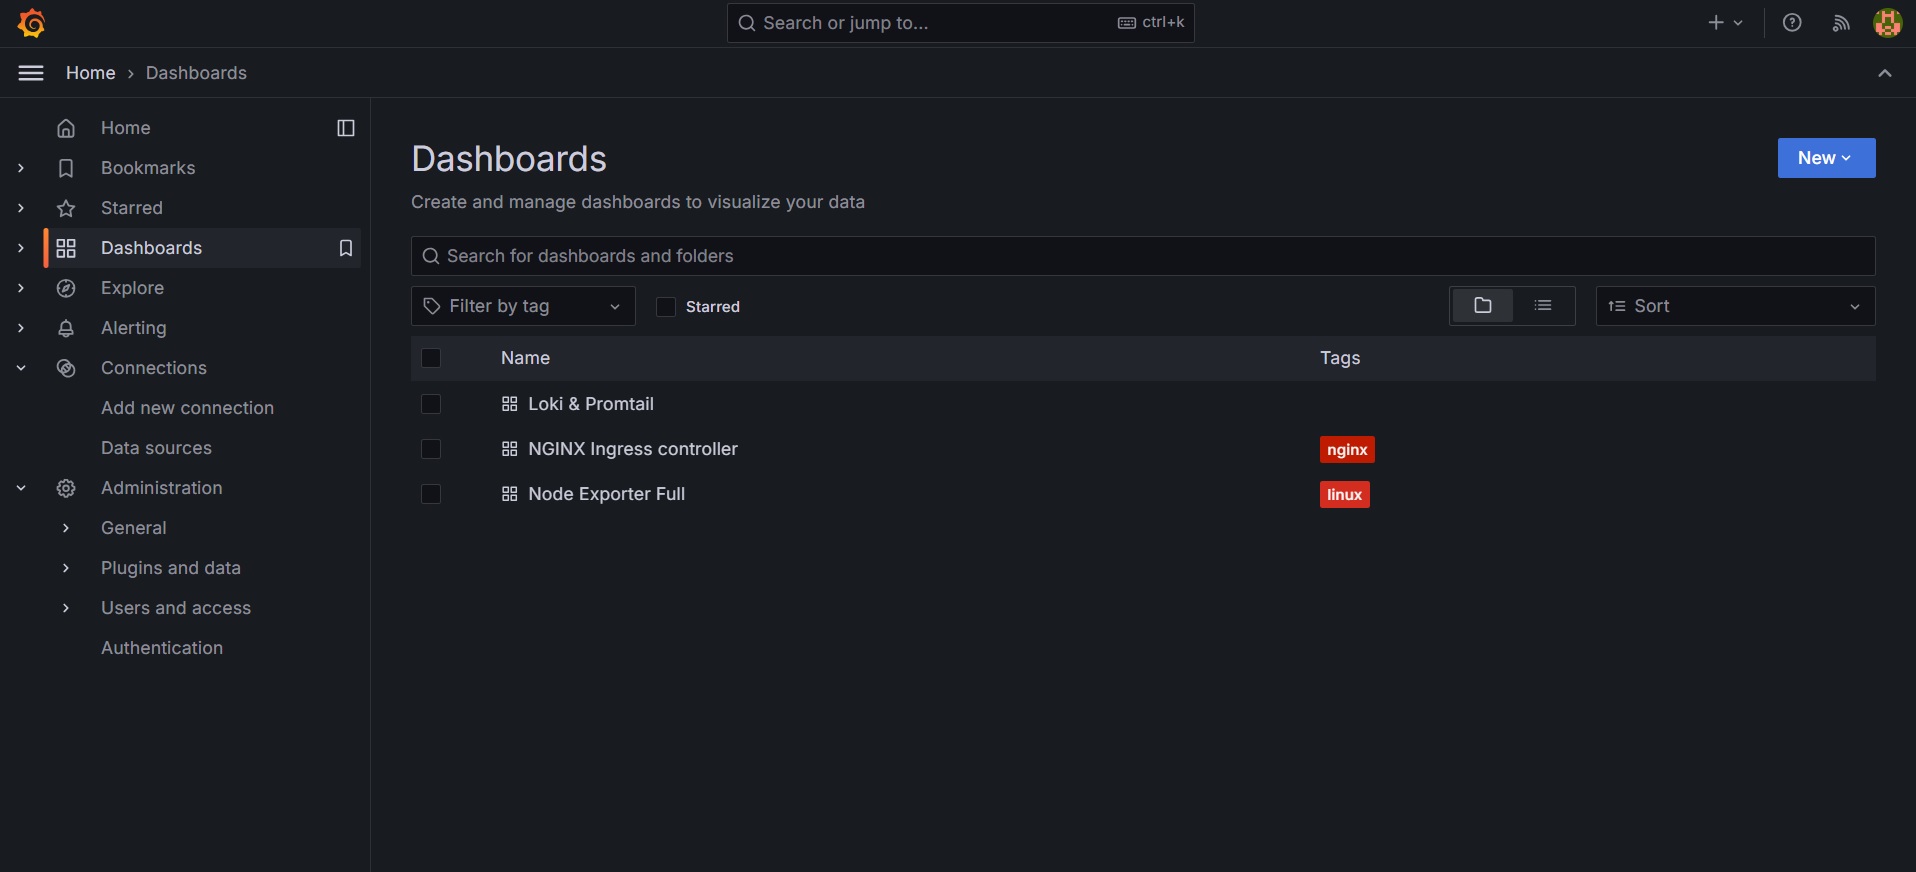 Search or jump to...
ctrl+k
Home › Dashboards
Home
Bookmarks
Starred
Dashboards
Explore
Alerting
Connections
Add new connection
Data sources
Administration
General
Plugins and data
Users and access
Authentication
Dashboards
New
Create and manage dashboards to visualize your data
Search for dashboards and folders
Filter by tag
Starred
Sort
Name Tags
Loki & Promtail
NGINX Ingress controller nginx
Node Exporter Full linux